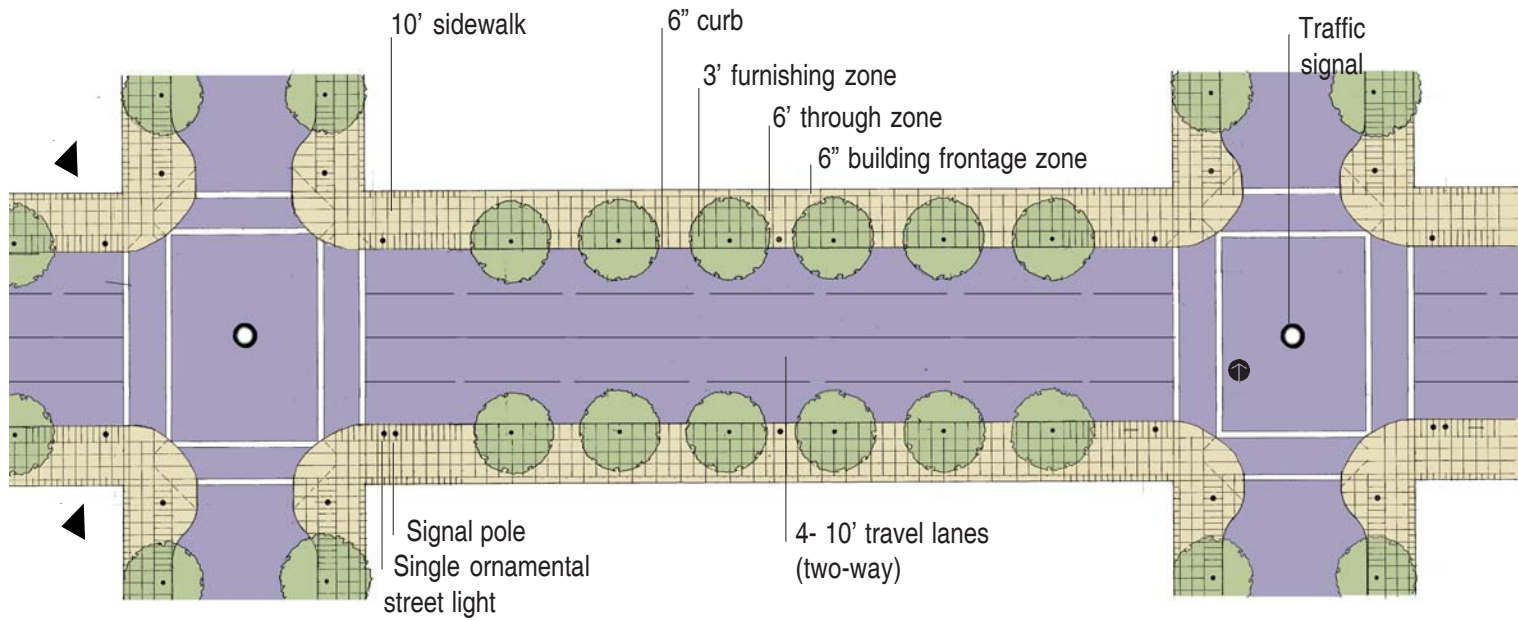 10’ sidewalk
6” curb
Traffic
signal
3’ furnishing zone
6’ through zone
6” building frontage zone
Signal pole
Single ornamental
street light
4- 10’ travel lanes
(two-way)